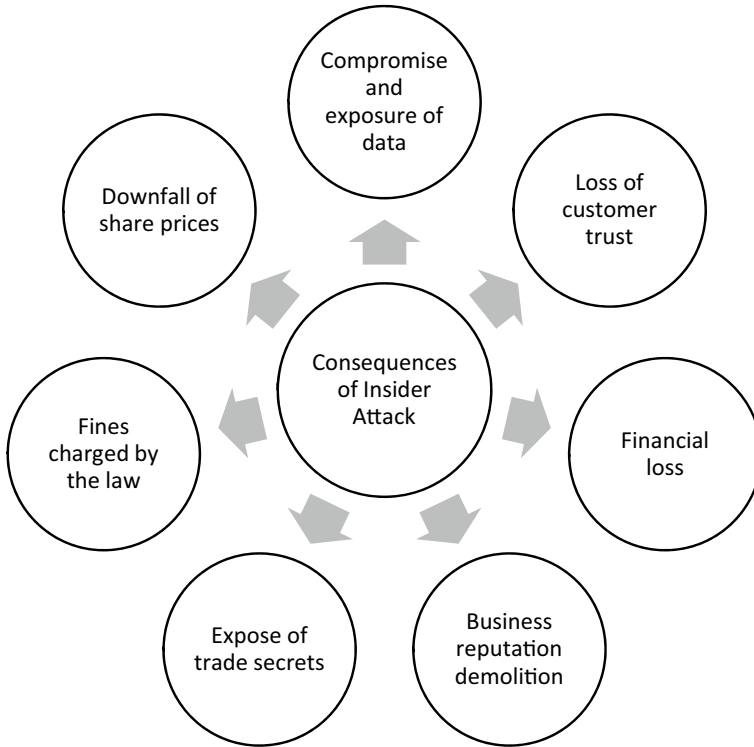 Compromise
and
exposure of
data
Loss of
customer
trust
Financial
loss
Business
reputation
demolition
Expose of
trade secrets
Fines
charged by
the law
Downfall of
share prices
Consequences
of Insider
Attack